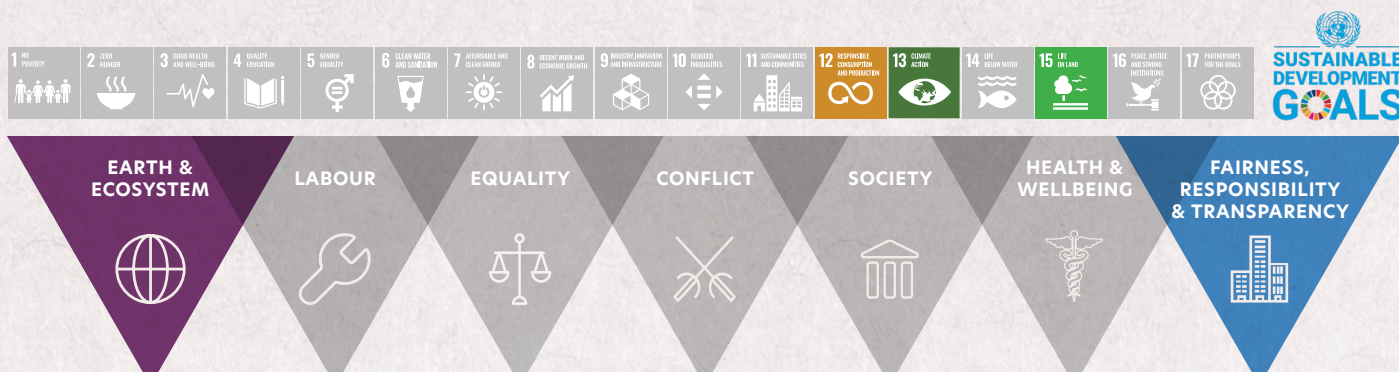 1 NO
POVERTY
2 ZERO
HUNGER
3 GOOD HEALTH
AND WELL-BEING
4 QUALITY
EDUCATION
5 GENDER
EQUALITY
6 CLEAN WATER
AND SANITATION
7 AFFORDABLE AND
CLEAN ENERGY
8 DECENT WORK AND
ECONOMIC GROWTH
9 INDUSTRY, INNOVATION
AND INFRASTRUCTURE
10 REDUCED
INEQUALITIES
11 SUSTAINABLE CITIES
AND COMMUNITIES
12 RESPONSIBLE
CONSUMPTION
AND PRODUCTION
13 CLIMATE
ACTION
14 LIFE
BELOW WATER
15 LIFE
ON LAND
16 PEACE, JUSTICE
AND STRONG
INSTITUTIONS
17 PARTNERSHIPS
FOR THE GOALS
SUSTAINABLE
DEVELOPMENT
GOALS
EARTH &
ECOSYSTEM
LABOUR
EQUALITY
CONFLICT
SOCIETY
HEALTH &
WELLBEING
FAIRNESS,
RESPONSIBILITY
& TRANSPARENCY